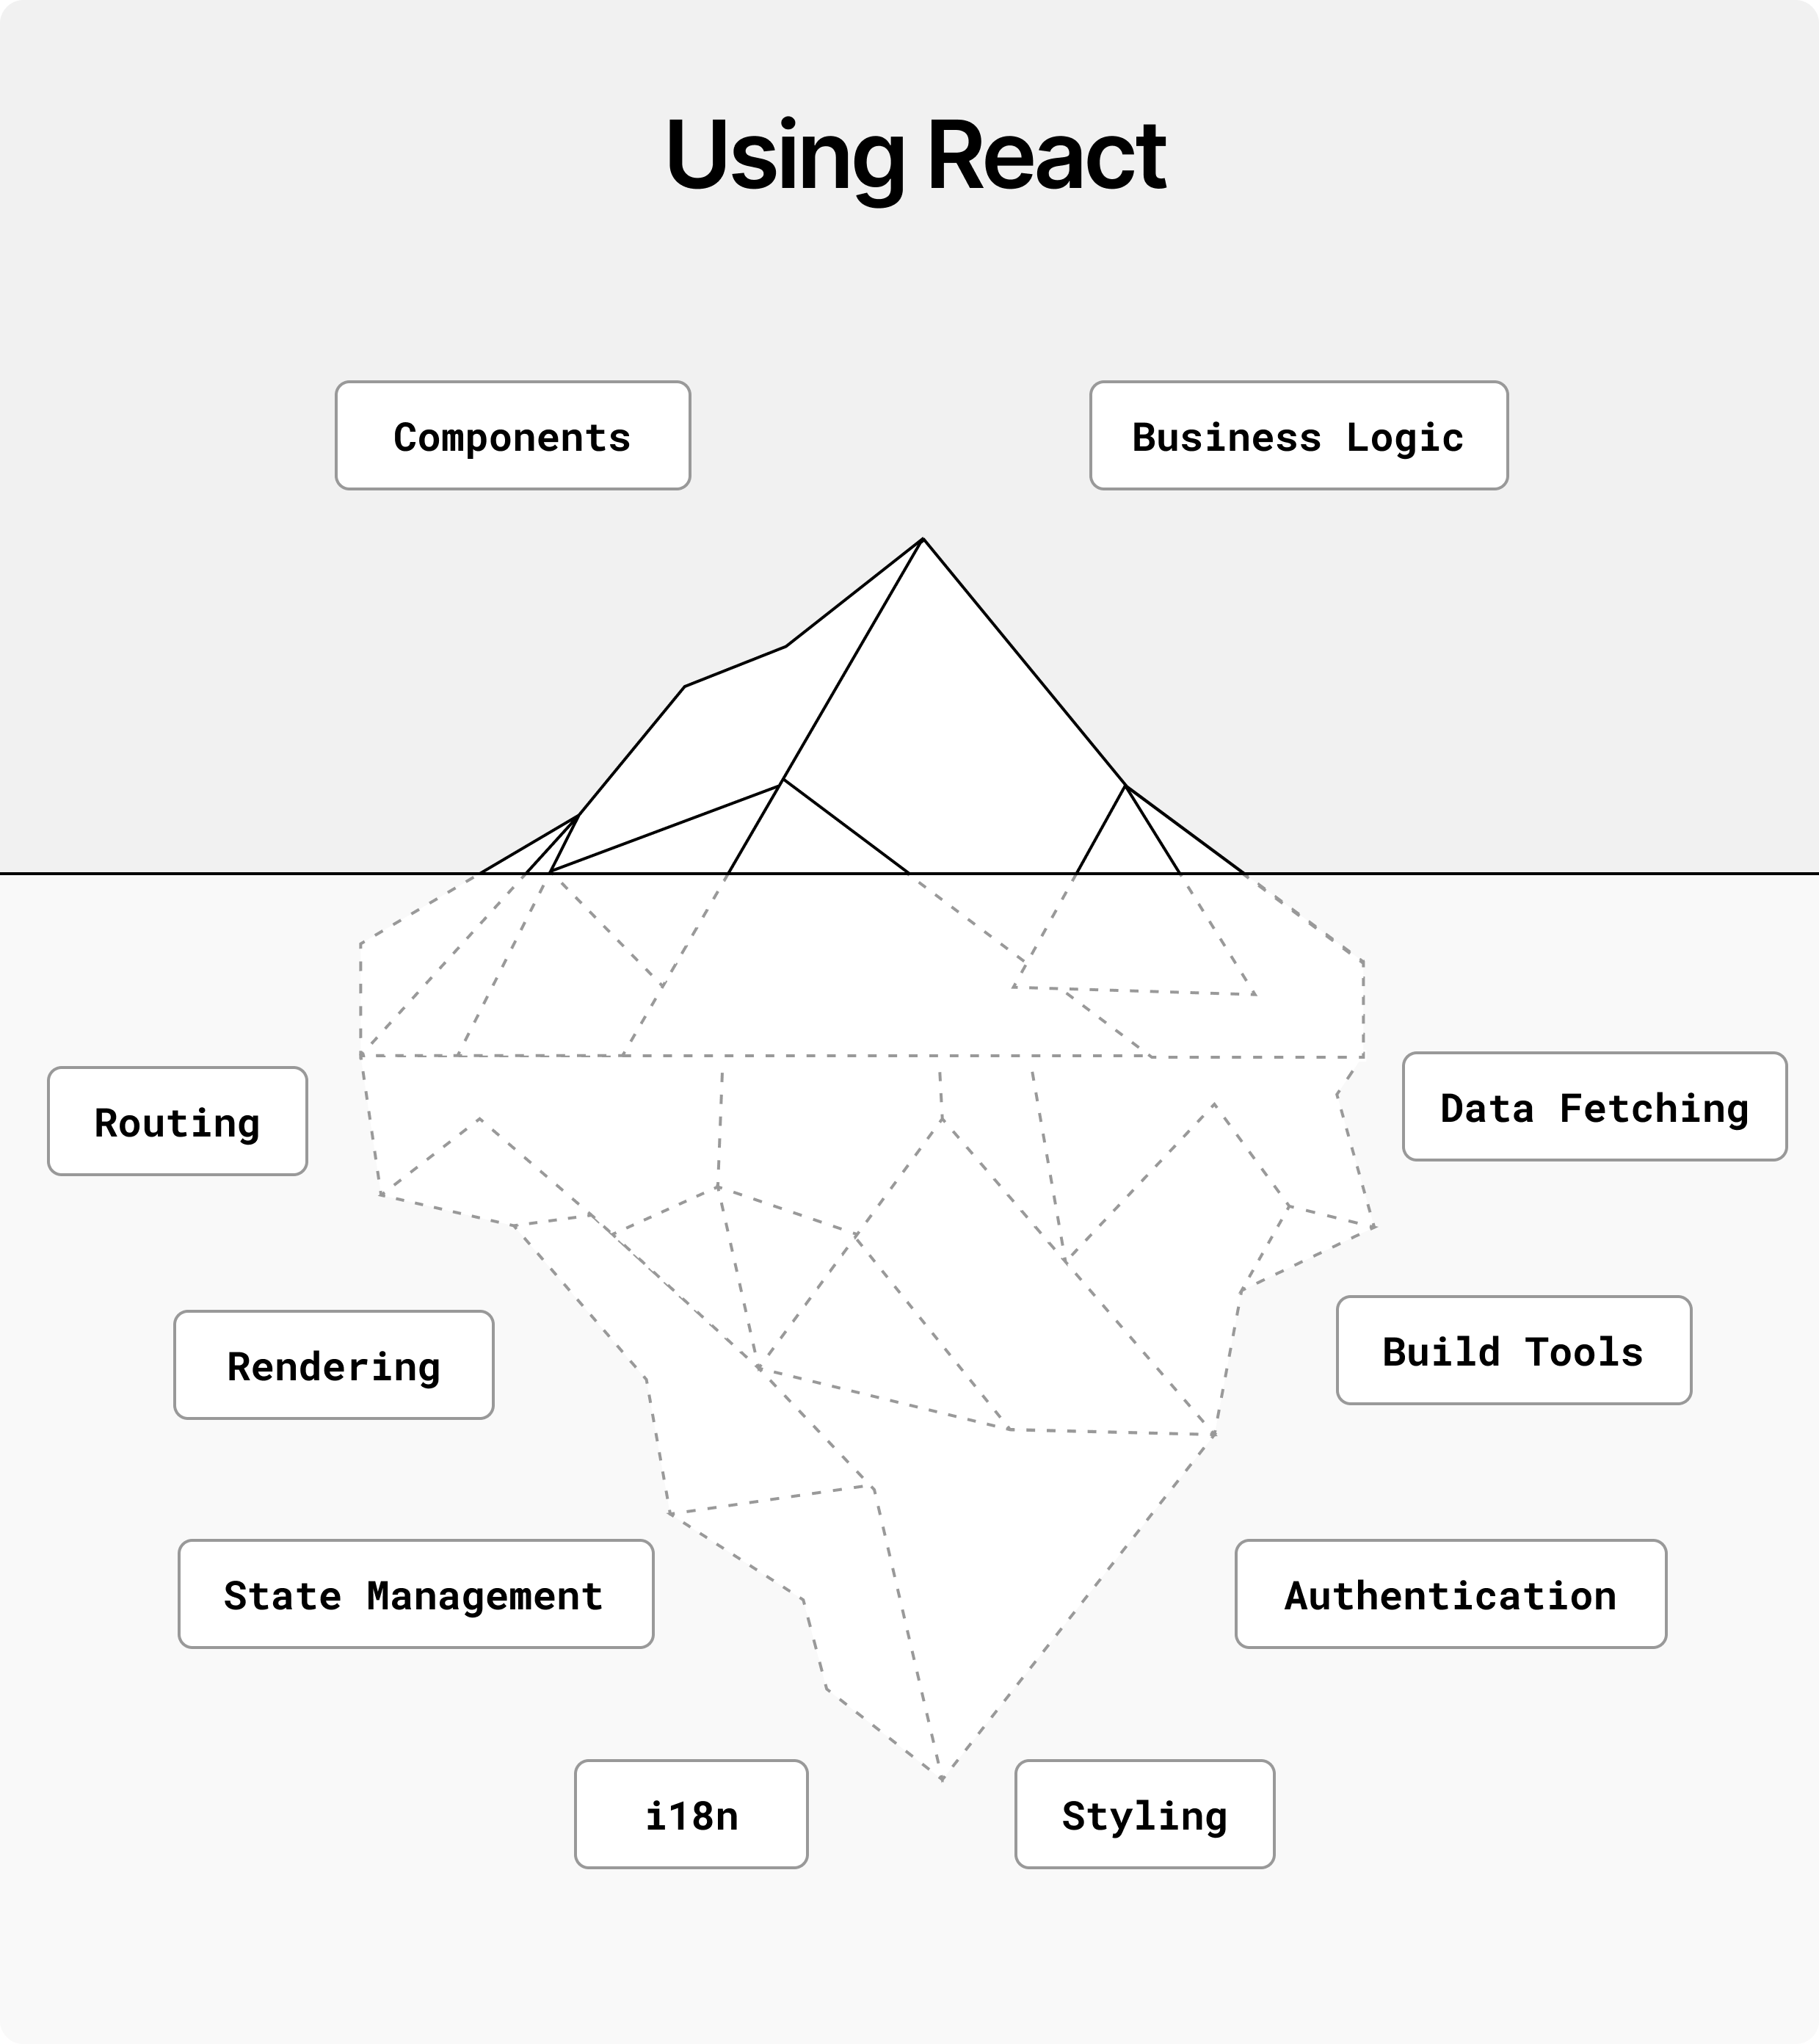 Using React
Components
Business Logic
Routing
Data Fetching
Rendering
Build Tools
State Management
Authentication
i18n
Styling